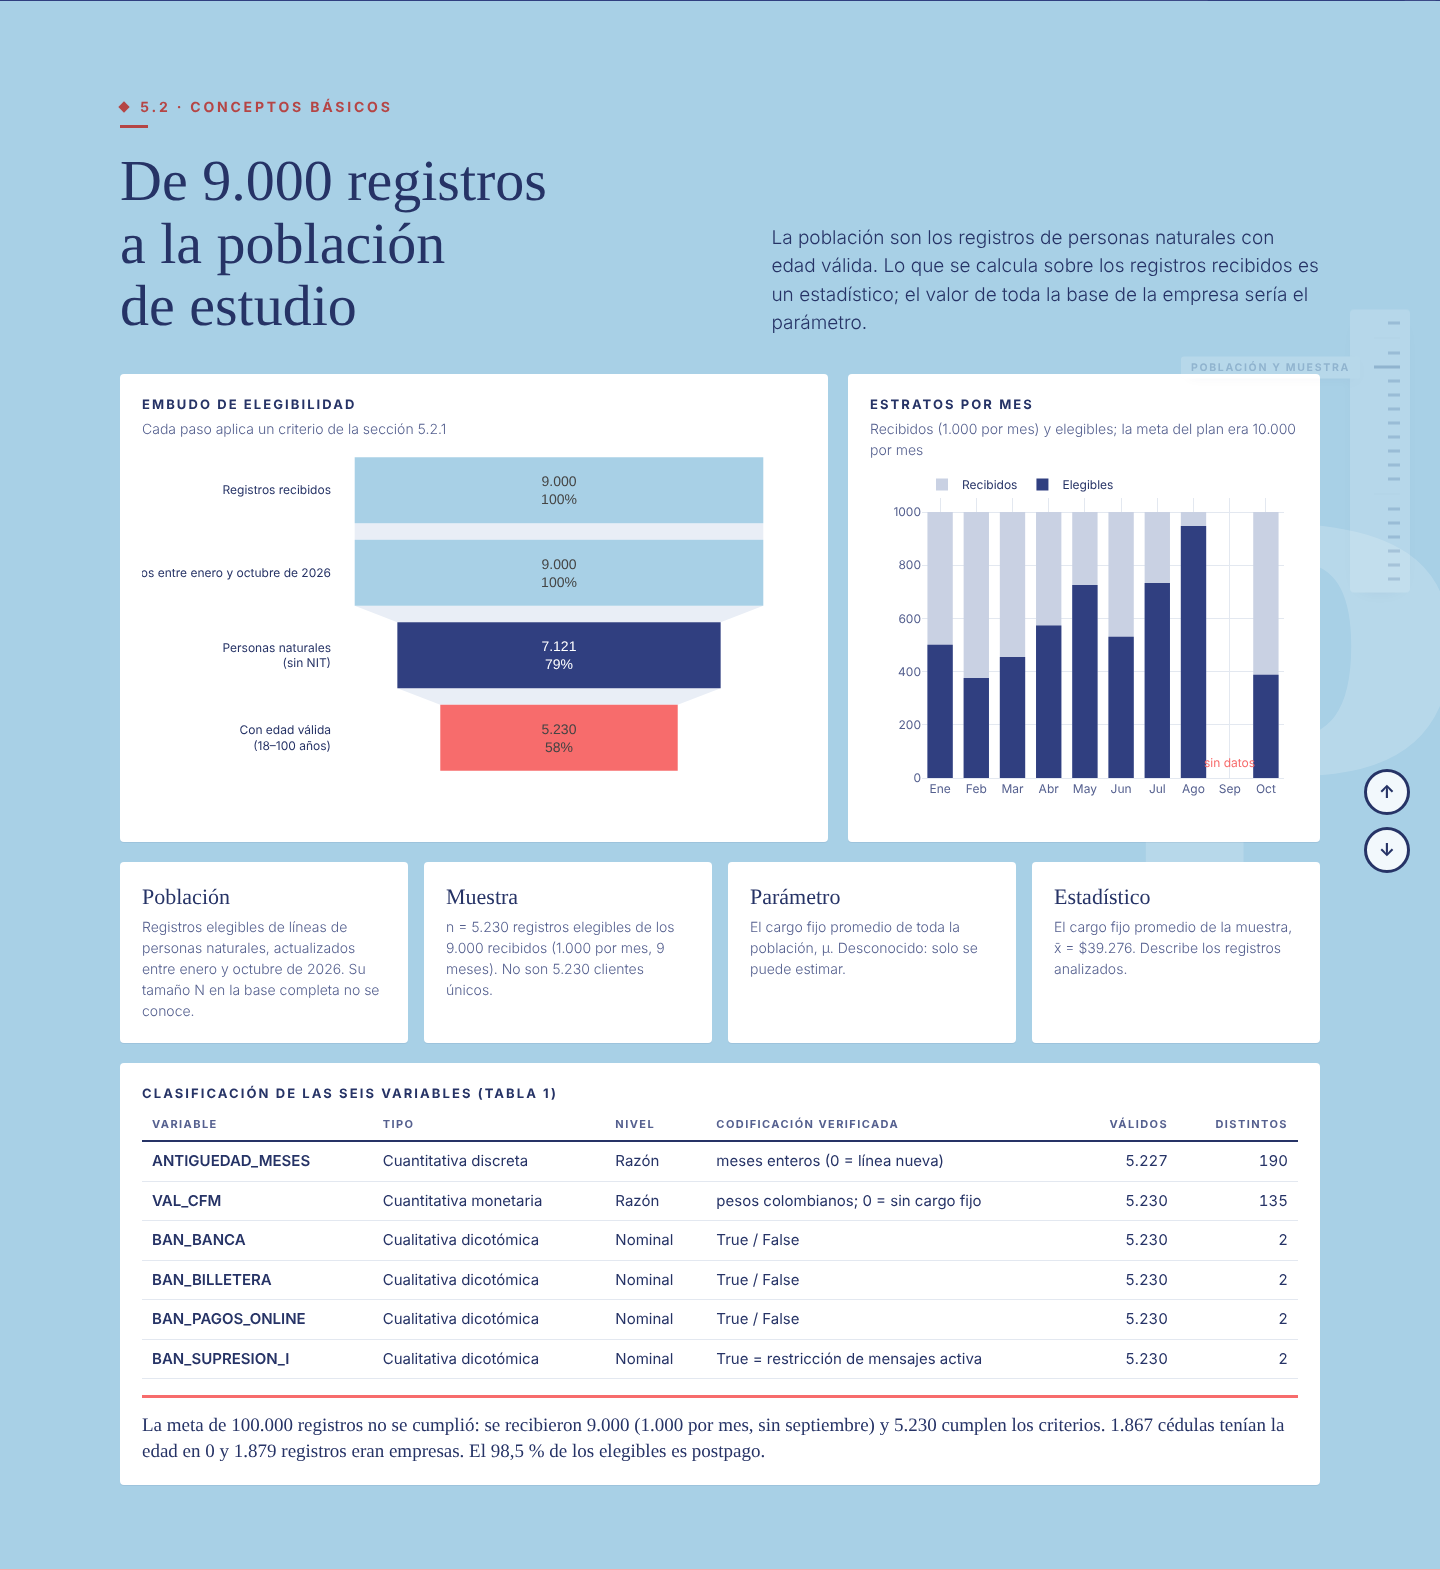 ◆ 5.2 · CONCEPTOS BÁSICOS
De 9.000 registros
a la población
de estudio
La población son los registros de personas naturales con
edad válida. Lo que se calcula sobre los registros recibidos es
un estadístico; el valor de toda la base de la empresa sería el
parámetro.
POBLACIÓN Y MUESTRA
EMBUDO DE ELEGIBILIDAD
Cada paso aplica un criterio de la sección 5.2.1
Registros recibidos
9.000
100%
os entre enero y octubre de 2026
9.000
100%
Personas naturales
(sin NIT)
7.121
79%
Con edad válida
(18–100 años)
5.230
58%
ESTRATOS POR MES
Recibidos (1.000 por mes) y elegibles; la meta del plan era 10.000
por mes
Recibidos Elegibles
1000
800
600
400
200
0
sin datos
Ene Feb Mar Abr May Jun Jul Ago Sep Oct
↑
↓
Población
Registros elegibles de líneas de
personas naturales, actualizados
entre enero y octubre de 2026. Su
tamaño N en la base completa no se
conoce.
Muestra
n = 5.230 registros elegibles de los
9.000 recibidos (1.000 por mes, 9
meses). No son 5.230 clientes
únicos.
Parámetro
El cargo fijo promedio de toda la
población, μ. Desconocido: solo se
puede estimar.
Estadístico
El cargo fijo promedio de la muestra,
x̄ = $39.276. Describe los registros
analizados.
CLASIFICACIÓN DE LAS SEIS VARIABLES (TABLA 1)
VARIABLE TIPO NIVEL CODIFICACIÓN VERIFICADA VÁLIDOS DISTINTOS
ANTIGUEDAD_MESES Cuantitativa discreta Razón meses enteros (0 = línea nueva) 5.227 190
VAL_CFM Cuantitativa monetaria Razón pesos colombianos; 0 = sin cargo fijo 5.230 135
BAN_BANCA Cualitativa dicotómica Nominal True / False 5.230 2
BAN_BILLETERA Cualitativa dicotómica Nominal True / False 5.230 2
BAN_PAGOS_ONLINE Cualitativa dicotómica Nominal True / False 5.230 2
BAN_SUPRESION_I Cualitativa dicotómica Nominal True = restricción de mensajes activa 5.230 2
La meta de 100.000 registros no se cumplió: se recibieron 9.000 (1.000 por mes, sin septiembre) y 5.230 cumplen los criterios. 1.867 cédulas tenían la
edad en 0 y 1.879 registros eran empresas. El 98,5 % de los elegibles es postpago.